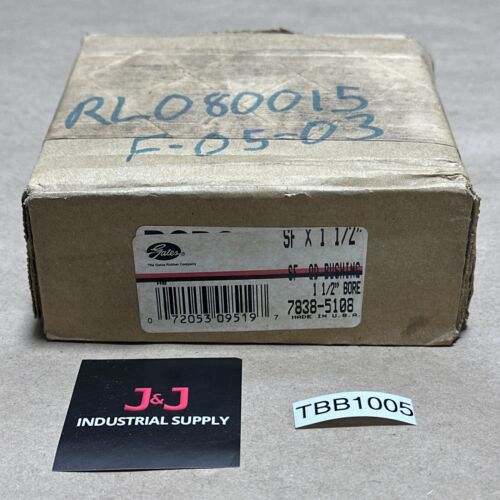 RL080015
F-05-03
SF X 1 1/2"
Gates®
The Gates Rubber Company
SF QD BUSHING
1 1/2" BORE
7838-5108
MADE IN U.S.A.
0 72053 09519 7
J&J
INDUSTRIAL SUPPLY
TBB1005